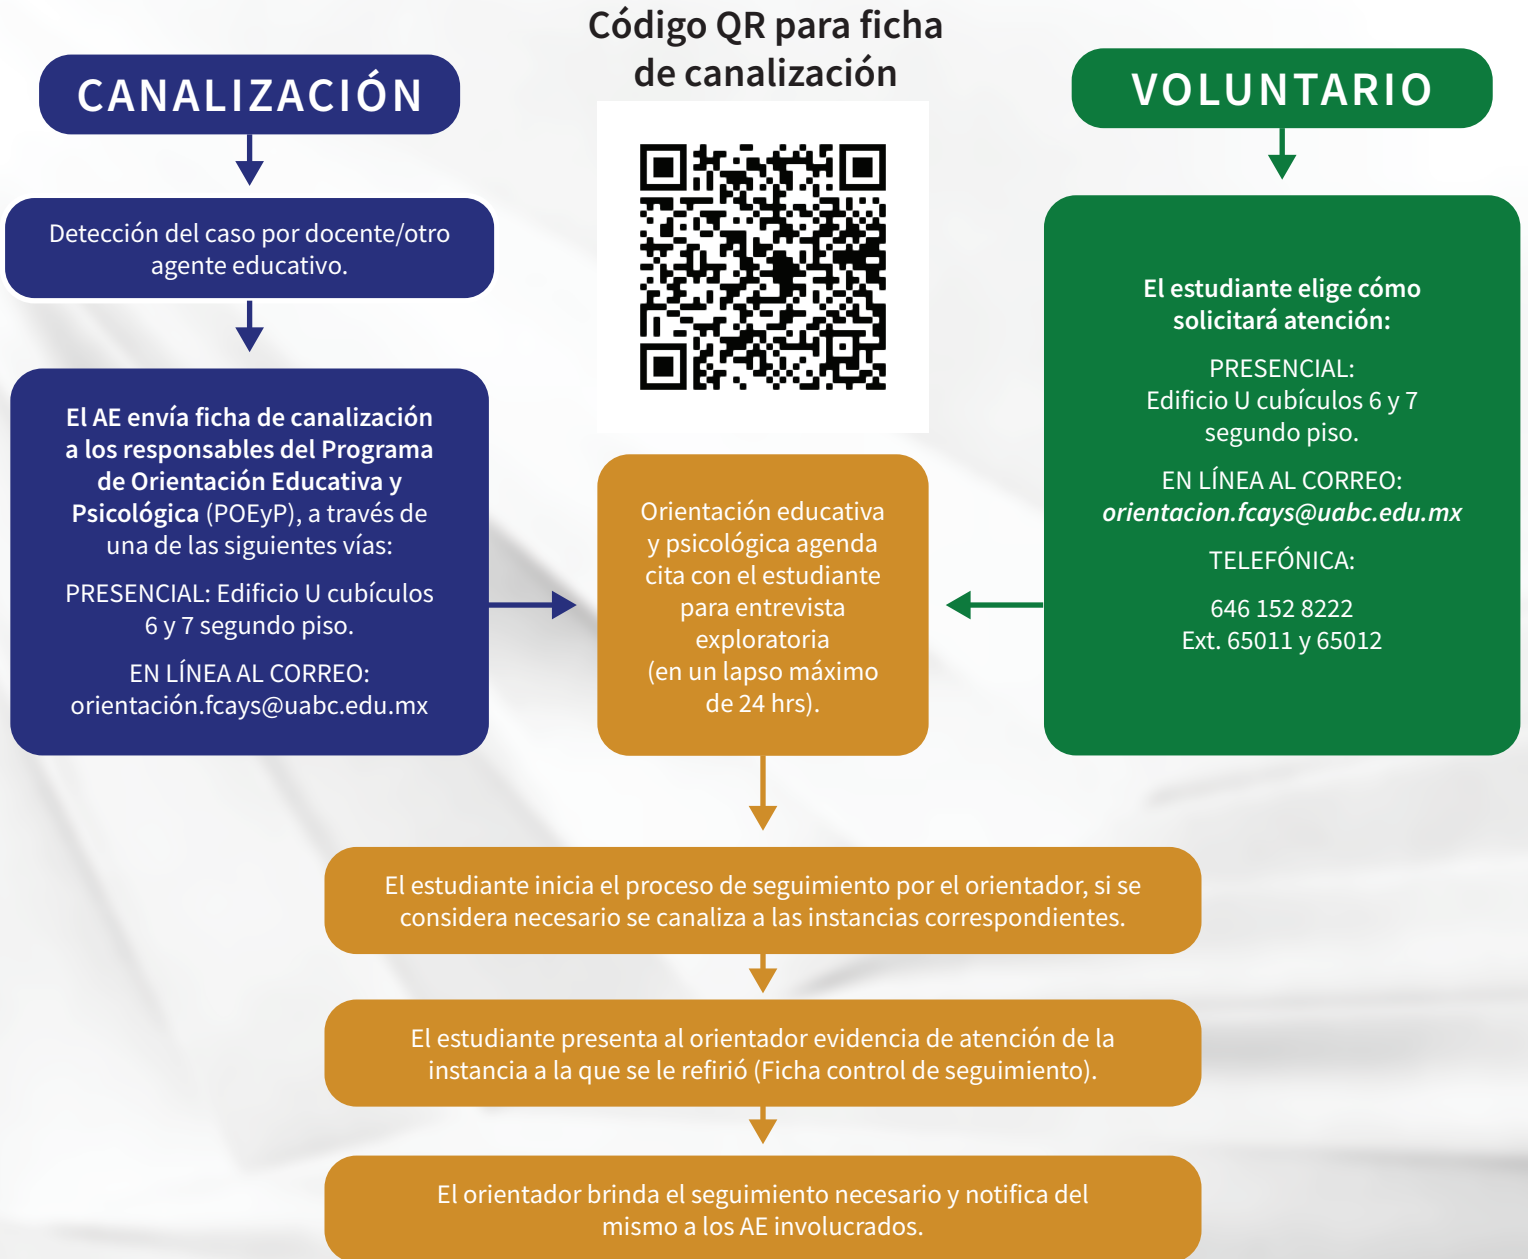 Código QR para ficha
de canalización
CANALIZACIÓN
Detección del caso por docente/otro
agente educativo.
El AE envía ficha de canalización
a los responsables del Programa
de Orientación Educativa y
Psicológica (POEyP), a través de
una de las siguientes vías:
PRESENCIAL: Edificio U cubículos
6 y 7 segundo piso.
EN LÍNEA AL CORREO:
orientación.fcays@uabc.edu.mx
VOLUNTARIO
El estudiante elige cómo
solicitará atención:
PRESENCIAL:
Edificio U cubículos 6 y 7
segundo piso.
EN LÍNEA AL CORREO:
orientacion.fcays@uabc.edu.mx
TELEFÓNICA:
646 152 8222
Ext. 65011 y 65012
Orientación educativa
y psicológica agenda
cita con el estudiante
para entrevista
exploratoria
(en un lapso máximo
de 24 hrs).
El estudiante inicia el proceso de seguimiento por el orientador, si se
considera necesario se canaliza a las instancias correspondientes.
El estudiante presenta al orientador evidencia de atención de la
instancia a la que se le refirió (Ficha control de seguimiento).
El orientador brinda el seguimiento necesario y notifica del
mismo a los AE involucrados.